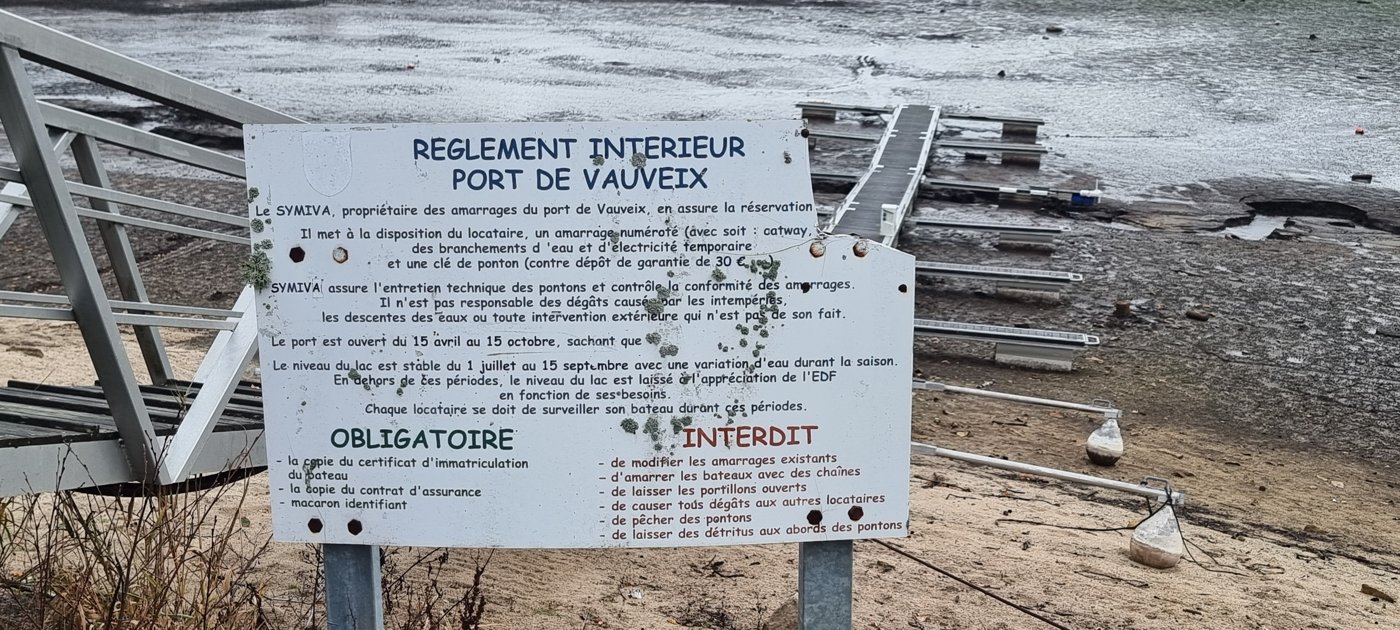 REGLEMENT INTERIEUR
PORT DE VAUVEIX
Le SYMIVA, propriétaire des amarrages du port de Vauveix, en assure la réservation
Il met à la disposition du locataire, un amarrage numéroté (avec soit : catway,
des branchements d 'eau et d'électricité temporaire
et une clé de ponton (contre dépôt de garantie de 30 €
SYMIVA assure l'entretien technique des pontons et contrôle la conformité des amarrages.
Il n'est pas responsable des dégâts causés par les intempéries,
les descentes des eaux ou toute intervention extérieure qui n'est pas de son fait.
Le port est ouvert du 15 avril au 15 octobre, sachant que
Le niveau du lac est stable du 1 juillet au 15 septembre avec une variation d'eau durant la saison.
En dehors de ces périodes, le niveau du lac est laissé à l'appréciation de l'EDF
en fonction de ses besoins.
Chaque locataire se doit de surveiller son bateau durant ces périodes.
OBLIGATOIRE
- la copie du certificat d'immatriculation
du bateau
- la copie du contrat d'assurance
- macaron identifiant
INTERDIT
- de modifier les amarrages existants
- d'amarrer les bateaux avec des chaînes
- de laisser les portillons ouverts
- de causer tous dégâts aux autres locataires
- de pêcher des pontons
- de laisser des détritus aux abords des pontons